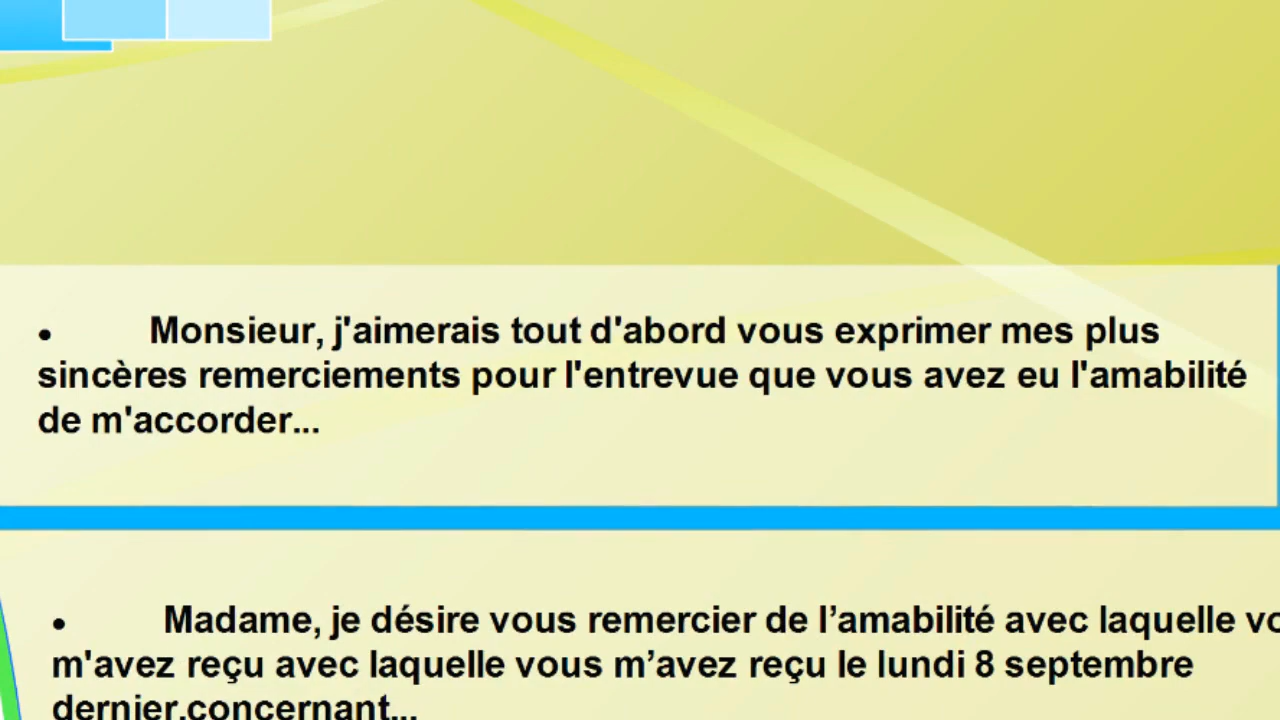 • Monsieur, j'aimerais tout d'abord vous exprimer mes plus
sincères remerciements pour l'entrevue que vous avez eu l'amabilité
de m'accorder...
• Madame, je désire vous remercier de l’amabilité avec laquelle
m'avez reçu avec laquelle vous m’avez reçu le lundi 8 septembre
dernier,concernant...